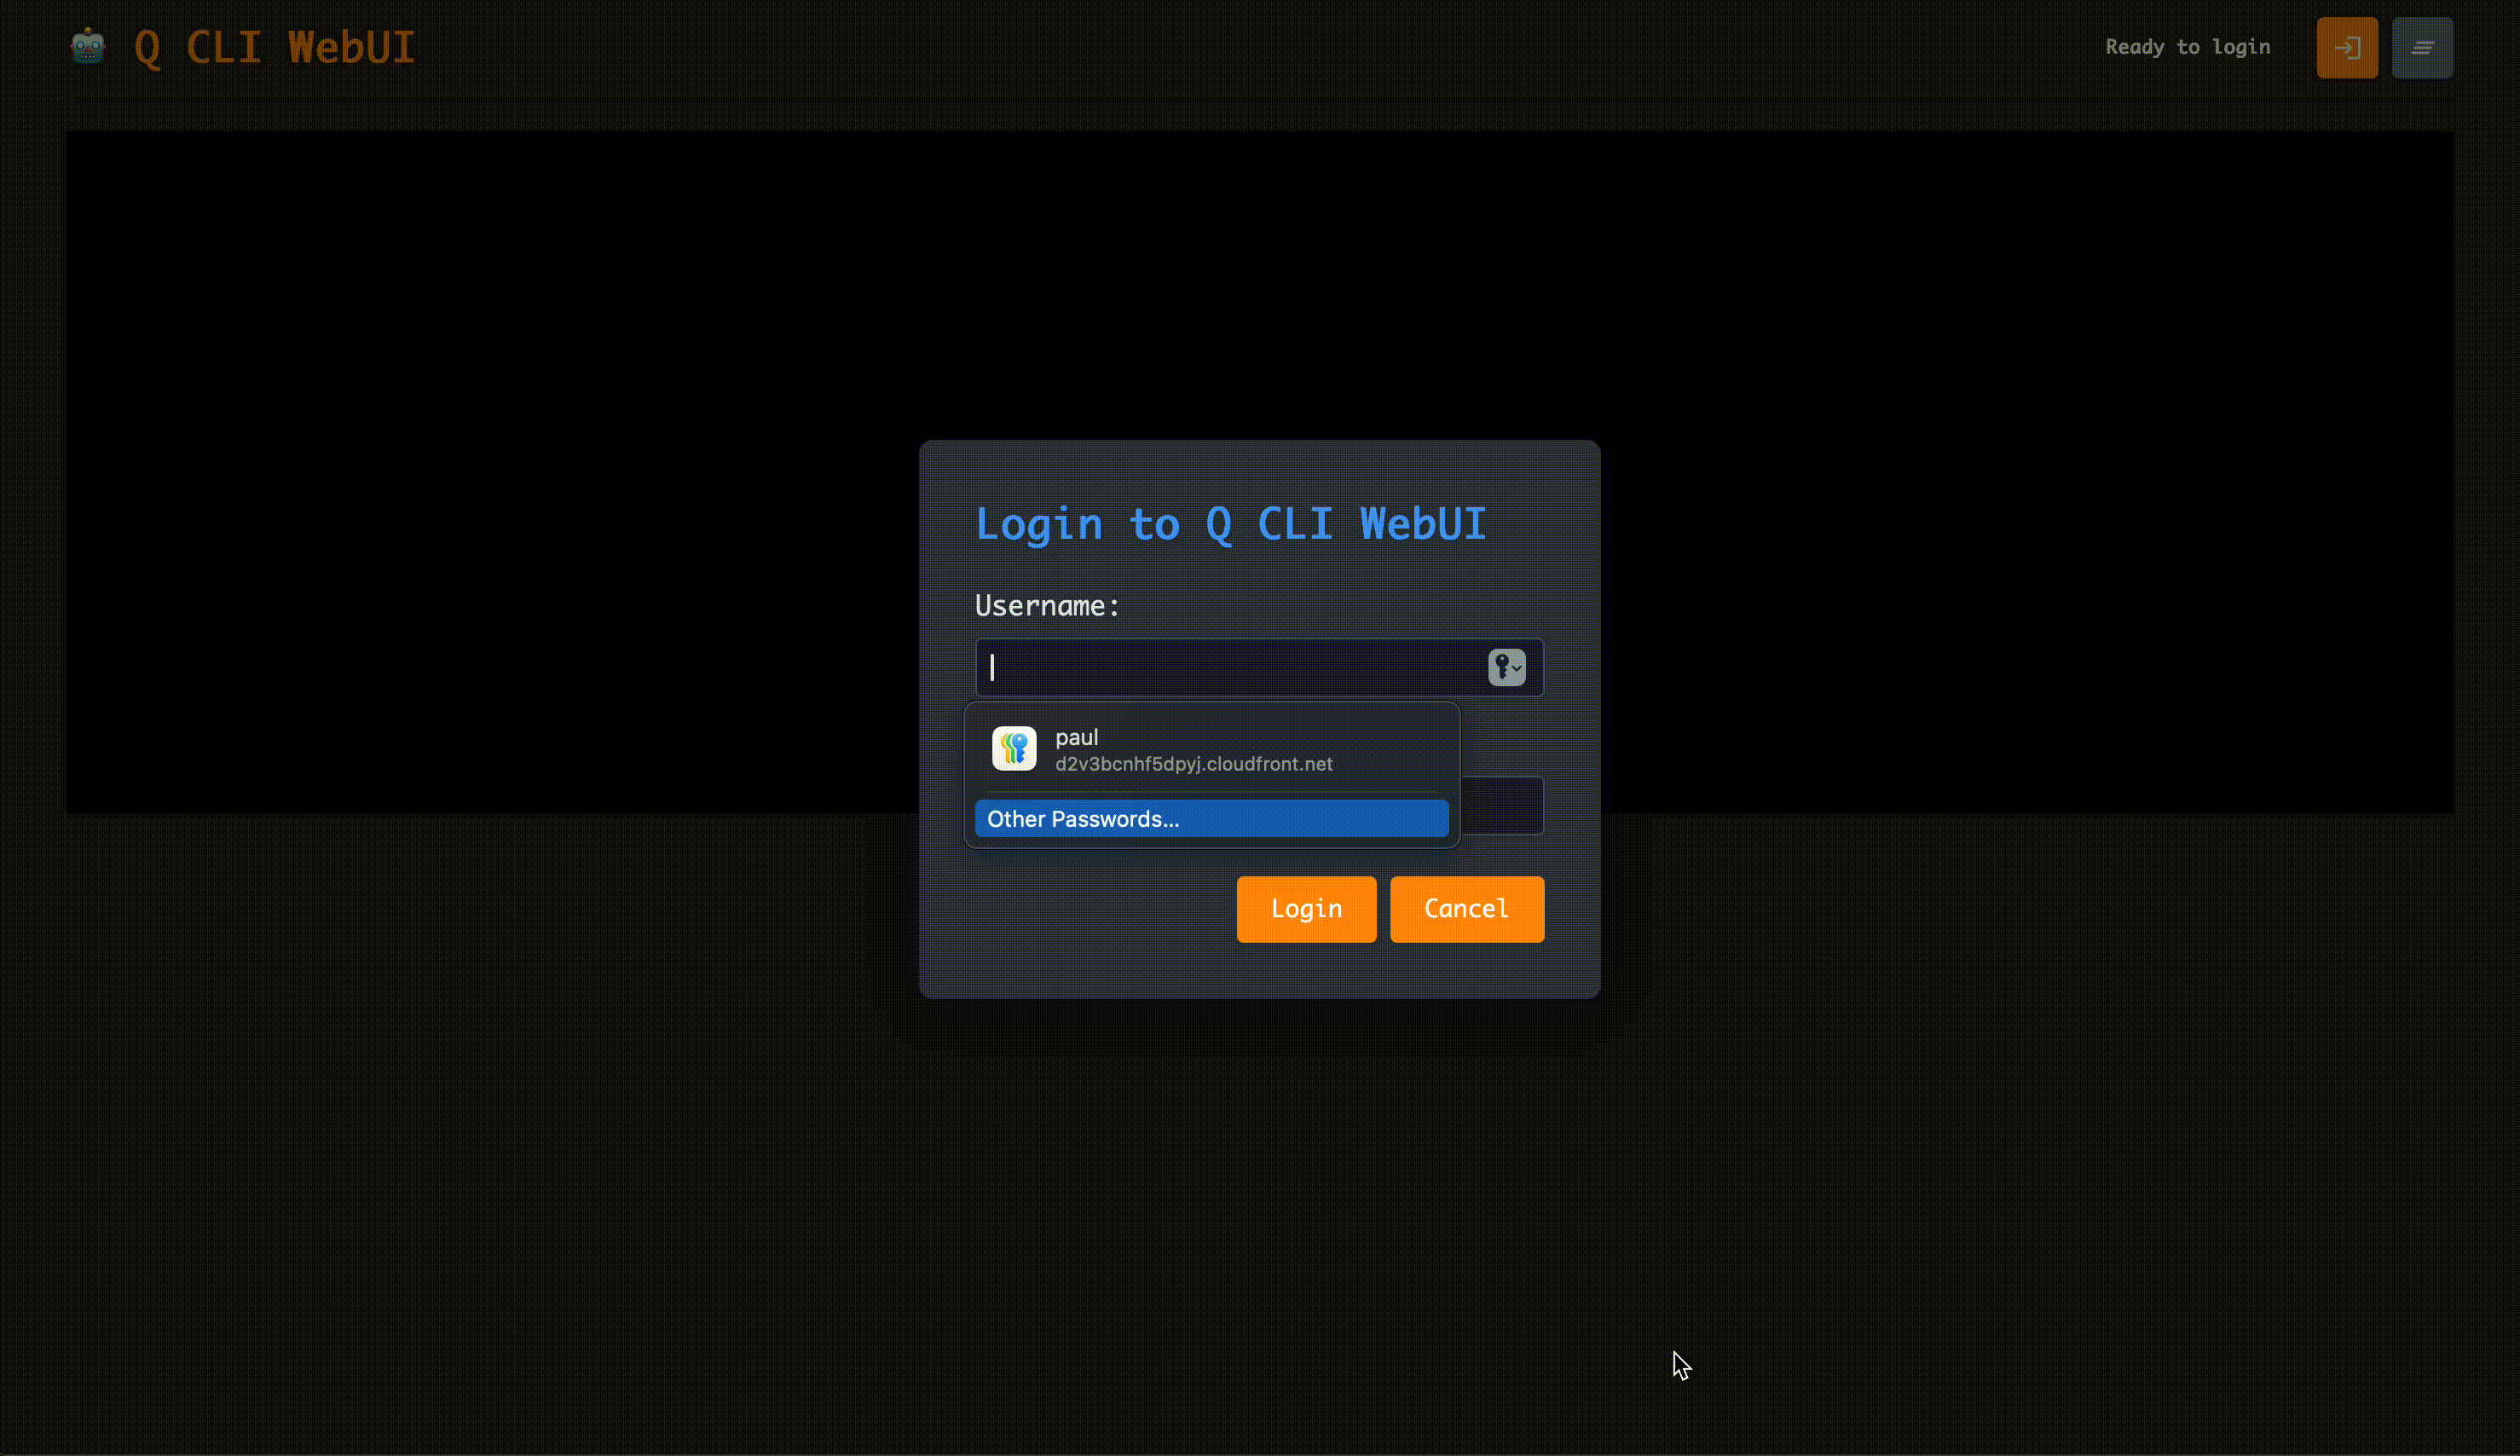 Q CLI WebUI
Ready to login
Login to Q CLI WebUI
Username:
paul
d2v3bcnhf5dpyj.cloudfront.net
Other Passwords...
Login
Cancel